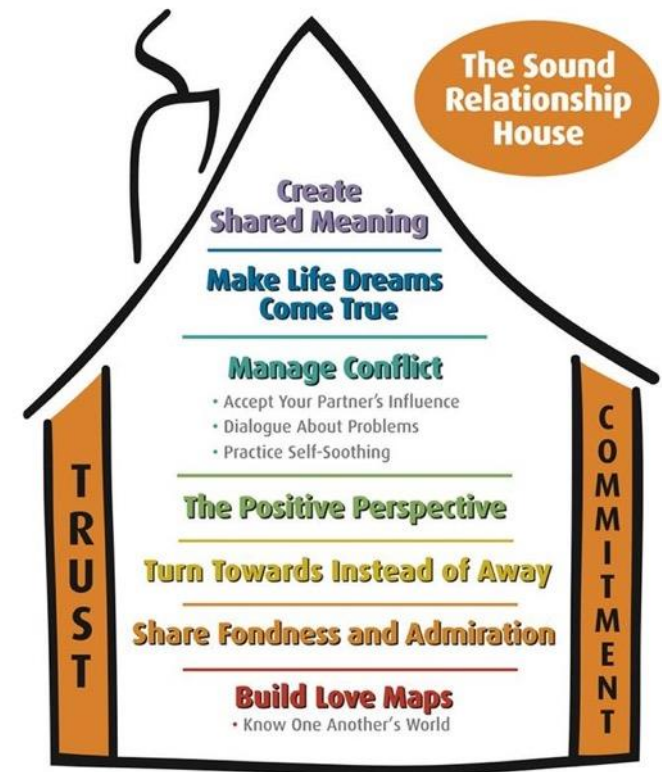 The Sound
Relationship
House
Create
Shared Meaning
Make Life Dreams
Come True
Manage Conflict
• Accept Your Partner's Influence
• Dialogue About Problems
• Practice Self-Soothing
The Positive Perspective
Turn Towards Instead of Away
Share Fondness and Admiration
Build Love Maps
• Know One Another's World
TRUST
COMMITMENT